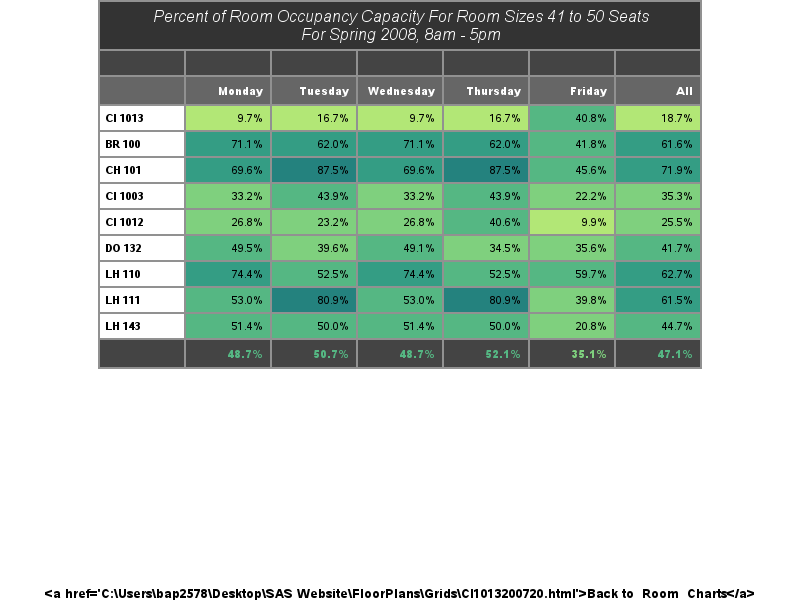 Percent of Room Occupancy Capacity For Room Sizes 41 to 50 Seats
For Spring 2008, 8am - 5pm
Monday Tuesday Wednesday Thursday Friday All
CI 1013 9.7% 16.7% 9.7% 16.7% 40.8% 18.7%
BR 100 71.1% 62.0% 71.1% 62.0% 41.8% 61.6%
CH 101 69.6% 87.5% 69.6% 87.5% 45.6% 71.9%
CI 1003 33.2% 43.9% 33.2% 43.9% 22.2% 35.3%
CI 1012 26.8% 23.2% 26.8% 40.6% 9.9% 25.5%
DO 132 49.5% 39.6% 49.1% 34.5% 35.6% 41.7%
LH 110 74.4% 52.5% 74.4% 52.5% 59.7% 62.7%
LH 111 53.0% 80.9% 53.0% 80.9% 39.8% 61.5%
LH 143 51.4% 50.0% 51.4% 50.0% 20.8% 44.7%
48.7% 50.7% 48.7% 52.1% 35.1% 47.1%
<a href='C:\Users\bap2578\Desktop\SAS Website\FloorPlans\Grids\CI1013200720.html'>Back to Room Charts</a>